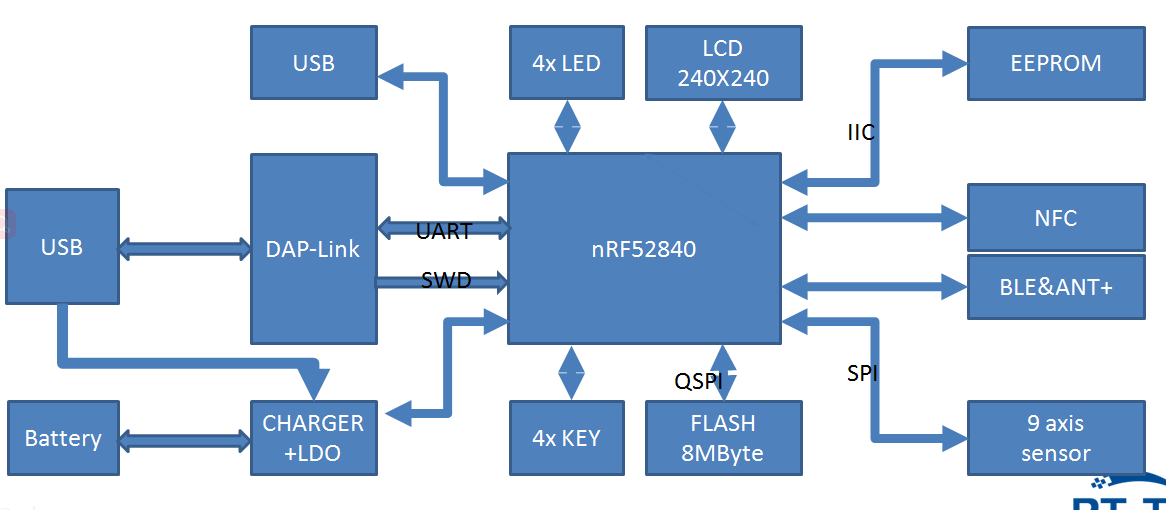 USB
4x LED
LCD
240X240
EEPROM
IIC
USB
DAP-Link
UART
SWD
nRF52840
NFC
BLE&ANT+
QSPI
SPI
Battery
CHARGER
+LDO
4x KEY
FLASH
8MByte
9 axis
sensor